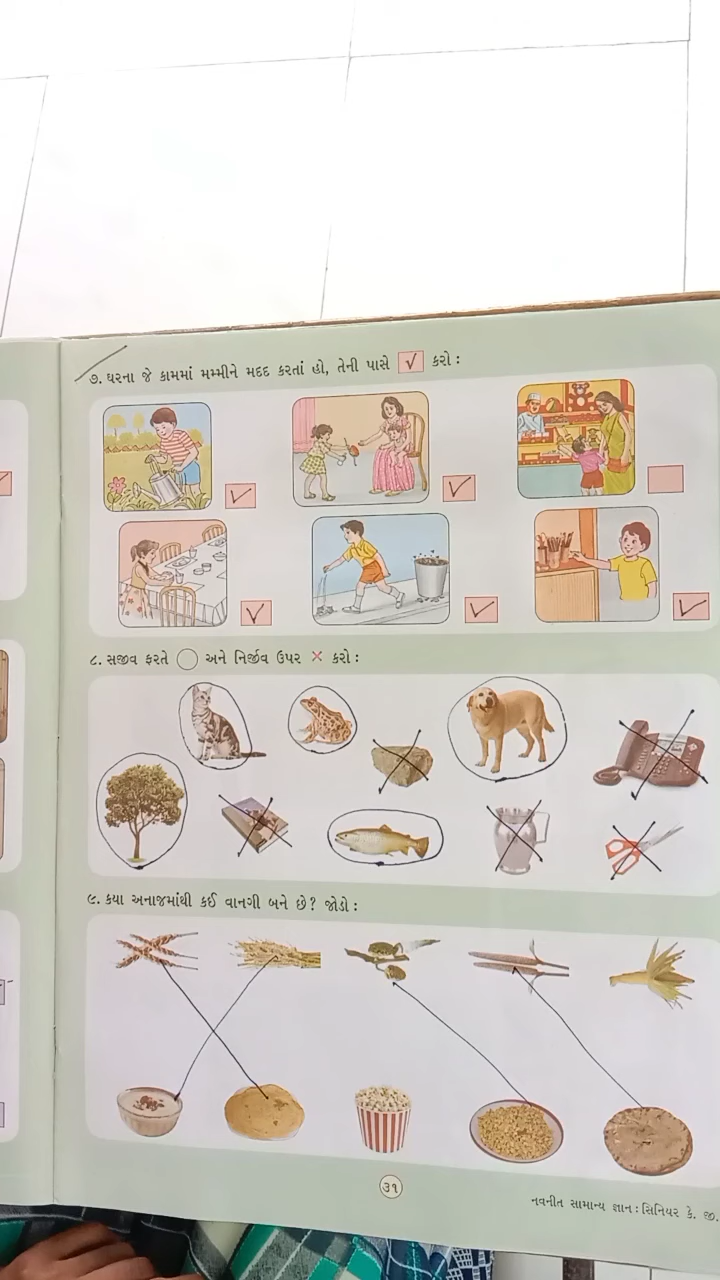 ૭. ઘરના જે કામમાં મમ્મીને મદદ કરતાં હો, તેની પાસે ✓ કરો :
૮. સજીવ ફરતે ◯ અને નિર્જીવ ઉપર × કરો :
૯. કયા અનાજમાંથી કઈ વાનગી બને છે? જોડો :
૩૧
નવનીત સામાન્ય જ્ઞાન : સિનિયર કે. જી.